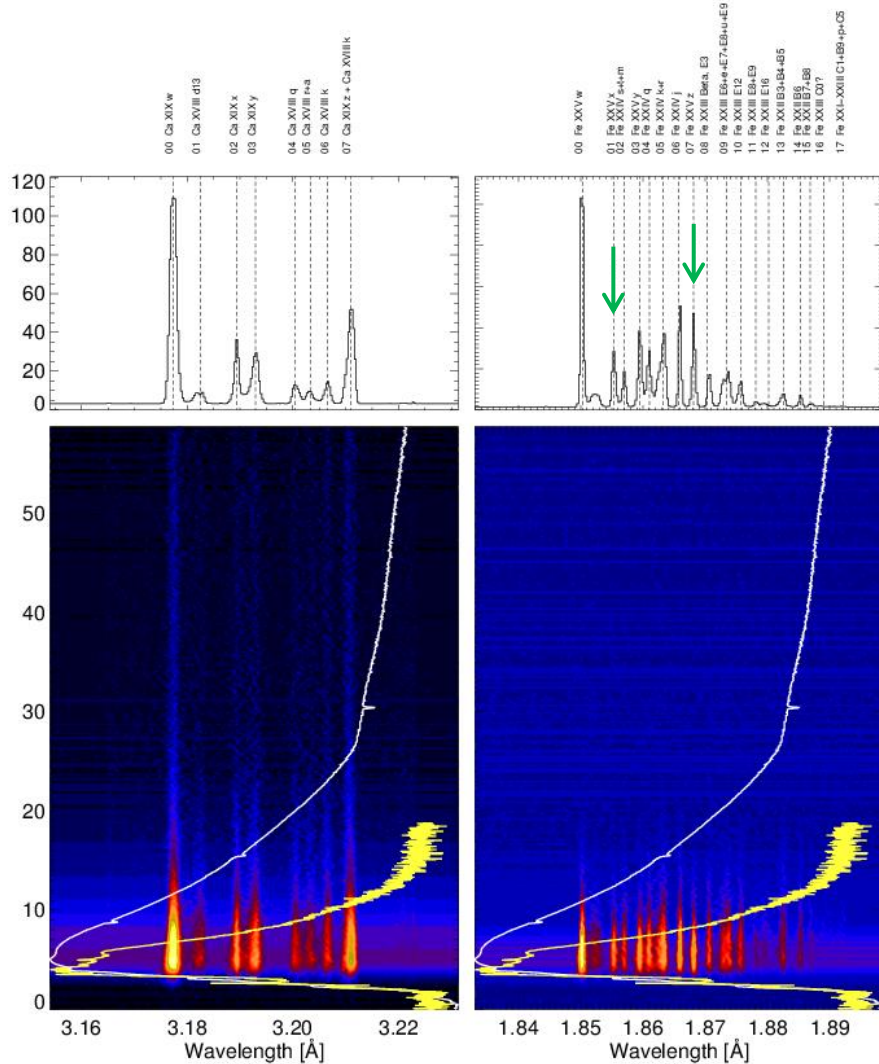 00 Ca XIX w
01 Ca XVIII d13
02 Ca XIX x
03 Ca XIX y
04 Ca XVIII q
05 Ca XVIII r+a
06 Ca XVIII k
07 Ca XIX z + Ca XVIII k
00 Fe XXV w
01 Fe XXV x
02 Fe XXIV s+t+m
03 Fe XXV y
04 Fe XXIV q
05 Fe XXIV k+r
06 Fe XXIV j
07 Fe XXV z
08 Fe XXIII Beta, E3
09 Fe XXIII E6+e+E7+E8+u+E9
10 Fe XXIII E12
11 Fe XXIII E8+E9
12 Fe XXIII E16
13 Fe XXII B3+B4+B5
14 Fe XXII B6
15 Fe XXII B7+B8
16 Fe XXIII C0?
17 Fe XXI-XXIII C1+B9+p+C5
120
100
80
60
40
20
0
50
40
30
20
10
0
3.16 3.18 3.20 3.22
1.84 1.85 1.86 1.87 1.88 1.89
Wavelength [Å]
Wavelength [Å]